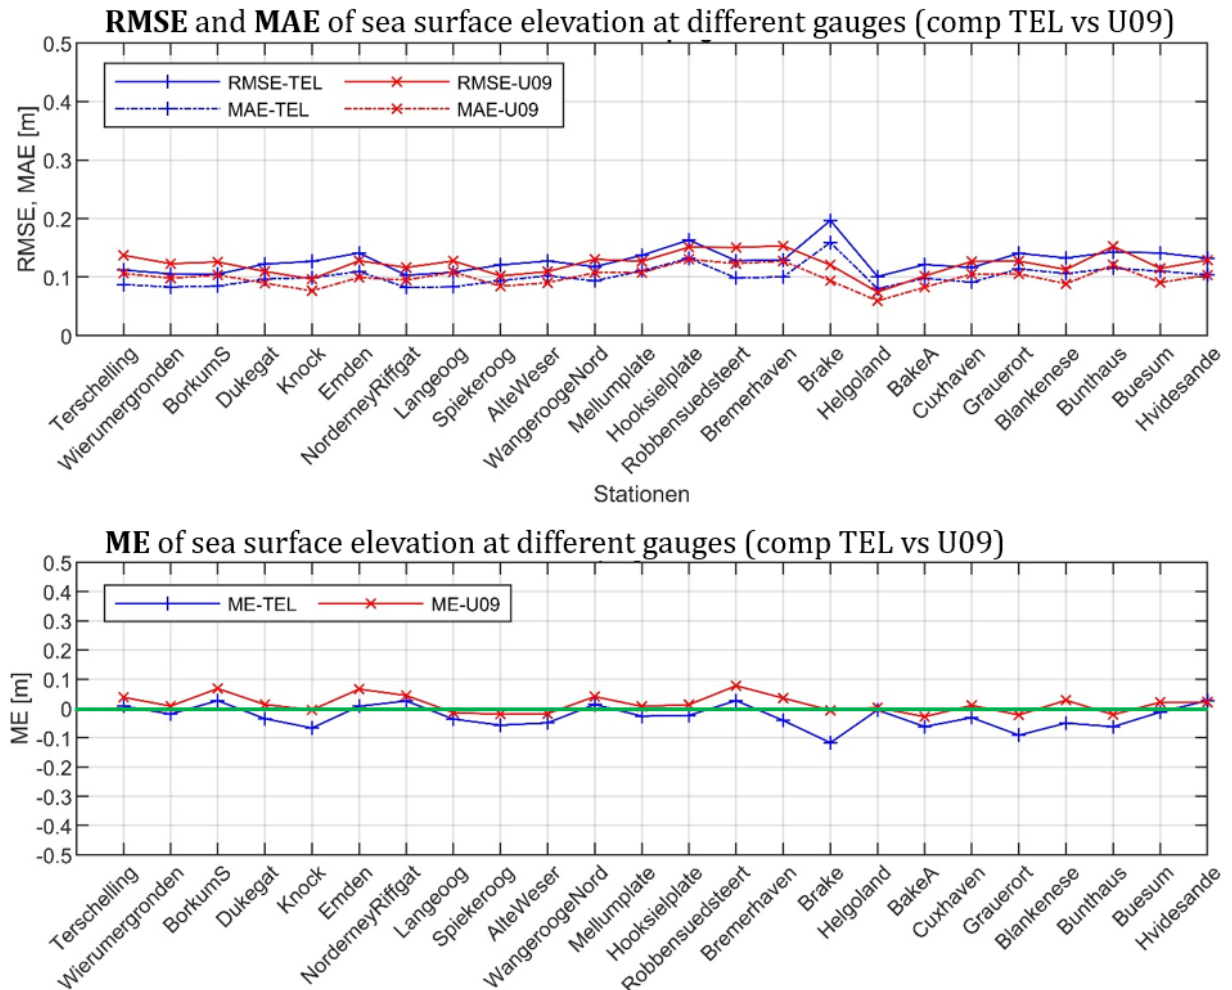 RMSE and MAE of sea surface elevation at different gauges (comp TEL vs U09)
0.5
0.4
0.3
0.2
0.1
0
RMSE, MAE [m]
RMSE-TEL
RMSE-U09
MAE-TEL
MAE-U09
Terschelling
Wierumergronden
BorkumS
Dukegat
Knock
Emden
NorderneyRiffgat
Langeoog
Spiekeroog
AlteWeser
WangeroogeNord
Mellumplate
Hooksielplate
Robbensuedsteert
Bremerhaven
Brake
Helgoland
BakeA
Cuxhaven
Grauerort
Blankenese
Bunthaus
Buesum
Hvidesande
Stationen
ME of sea surface elevation at different gauges (comp TEL vs U09)
0.5
0.4
0.3
0.2
0.1
0
-0.1
-0.2
-0.3
-0.4
-0.5
ME [m]
ME-TEL
ME-U09
Terschelling
Wierumergronden
BorkumS
Dukegat
Knock
Emden
NorderneyRiffgat
Langeoog
Spiekeroog
AlteWeser
WangeroogeNord
Mellumplate
Hooksielplate
Robbensuedsteert
Bremerhaven
Brake
Helgoland
BakeA
Cuxhaven
Grauerort
Blankenese
Bunthaus
Buesum
Hvidesande